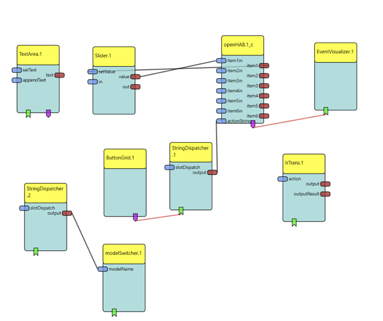 TextArea.1
setText
text
appendText
Slider.1
setValue
value
in
out
openHAB.1_c
item1in
item1
item2in
item2
item3in
item3
item4in
item4
item5in
item5
item6in
item6
actionString
EventVisualizer.1
ButtonGrid.1
StringDispatcher
.1
slotDispatch
output
IrTrans.1
action
output
outputResult
StringDispatcher
.2
slotDispatch
output
modelSwitcher.1
modelName